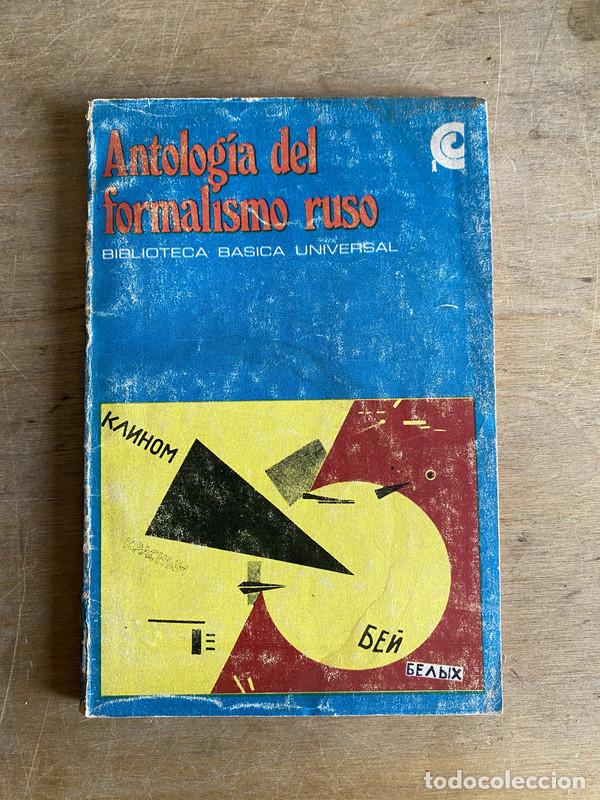 Antología del
formalismo ruso
BIBLIOTECA BASICA UNIVERSAL
КЛИНОМ
КРАСНЫМ
БЕЙ
БЕЛЫХ
todocoleccion